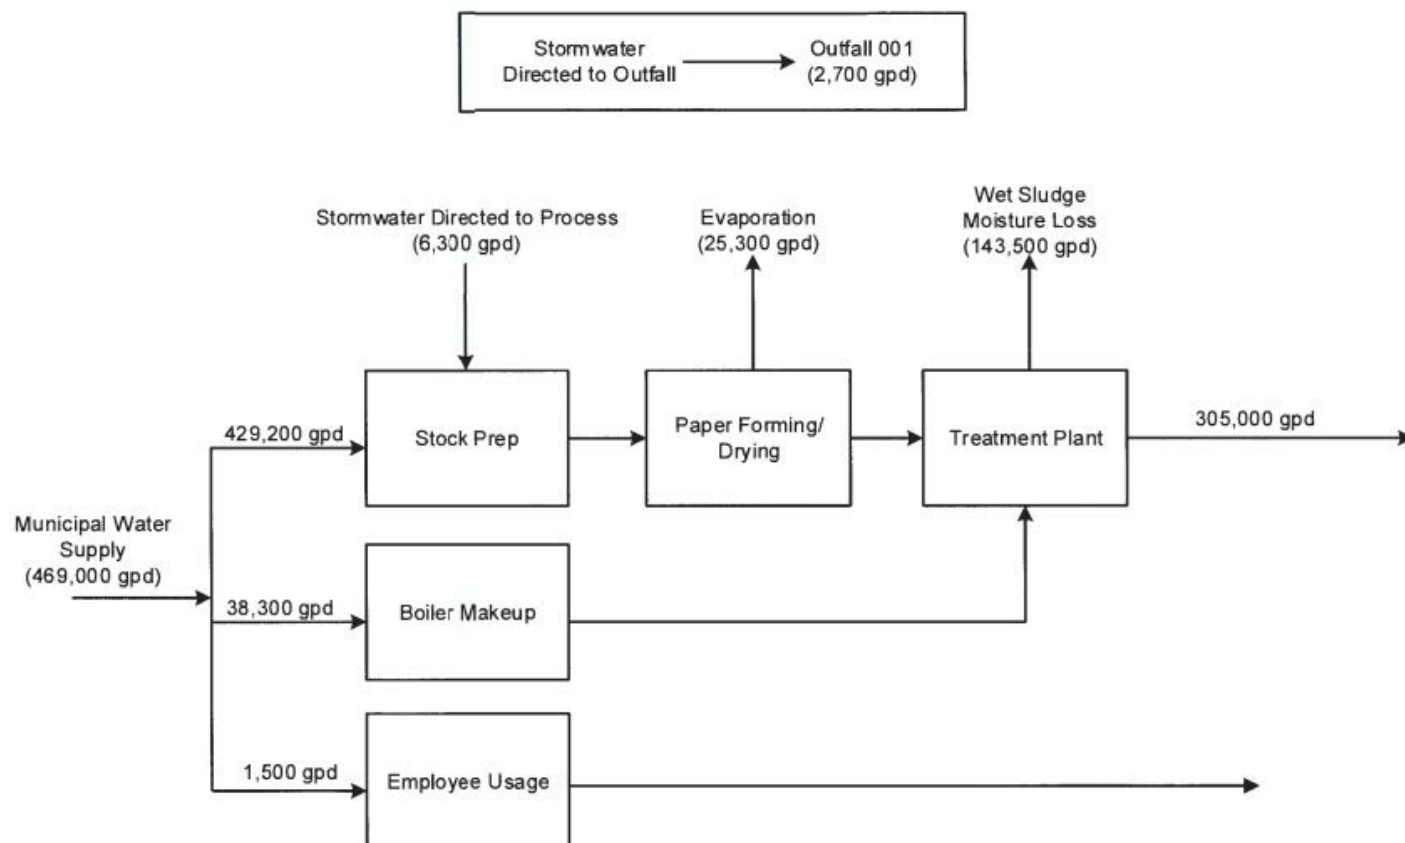 Stormwater
Directed to Outfall
Outfall 001
(2,700 gpd)
Stormwater Directed to Process
(6,300 gpd)
Evaporation
(25,300 gpd)
Wet Sludge
Moisture Loss
(143,500 gpd)
429,200 gpd
Stock Prep
Paper Forming/
Drying
Treatment Plant
305,000 gpd
Municipal Water
Supply
(469,000 gpd)
38,300 gpd
Boiler Makeup
1,500 gpd
Employee Usage